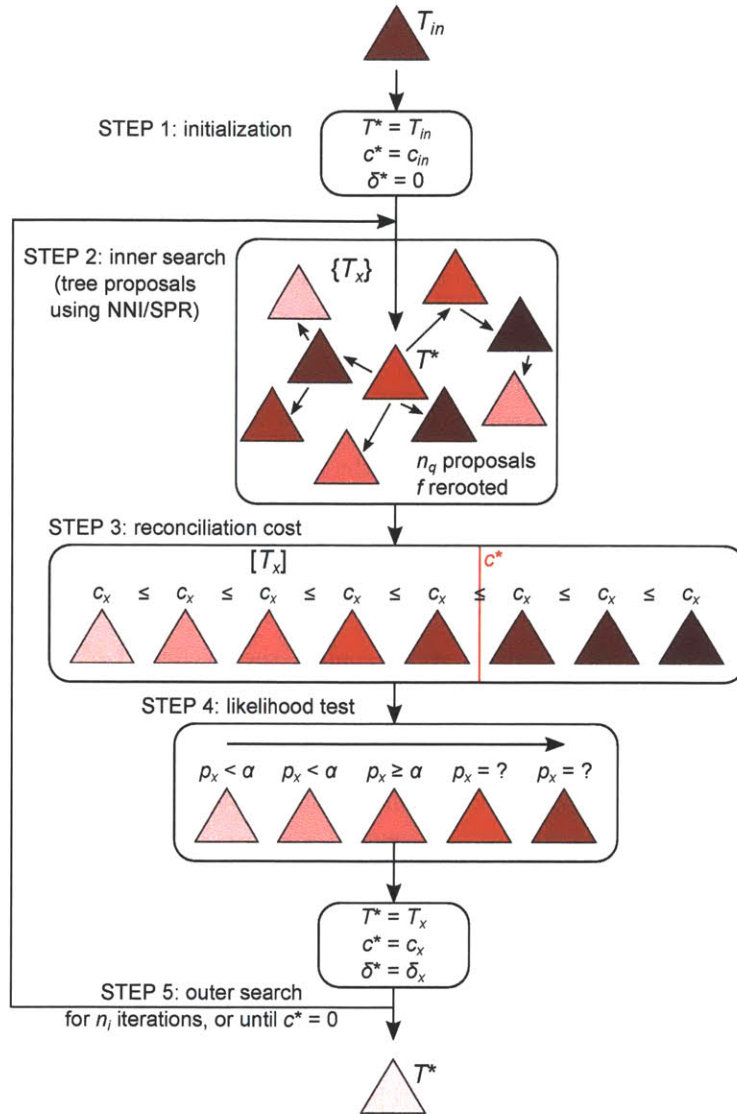 T_in
STEP 1: initialization
T* = T_in
c* = c_in
δ* = 0
STEP 2: inner search
(tree proposals
using NNI/SPR)
{T_x}
T*
n_q proposals
f rerooted
STEP 3: reconciliation cost
[T_x]
c*
c_x ≤ c_x ≤ c_x ≤ c_x ≤ c_x ≤ c_x ≤ c_x ≤ c_x
STEP 4: likelihood test
p_x < α p_x < α p_x ≥ α p_x = ? p_x = ?
T* = T_x
c* = c_x
δ* = δ_x
STEP 5: outer search
for n_i iterations, or until c* = 0
T*